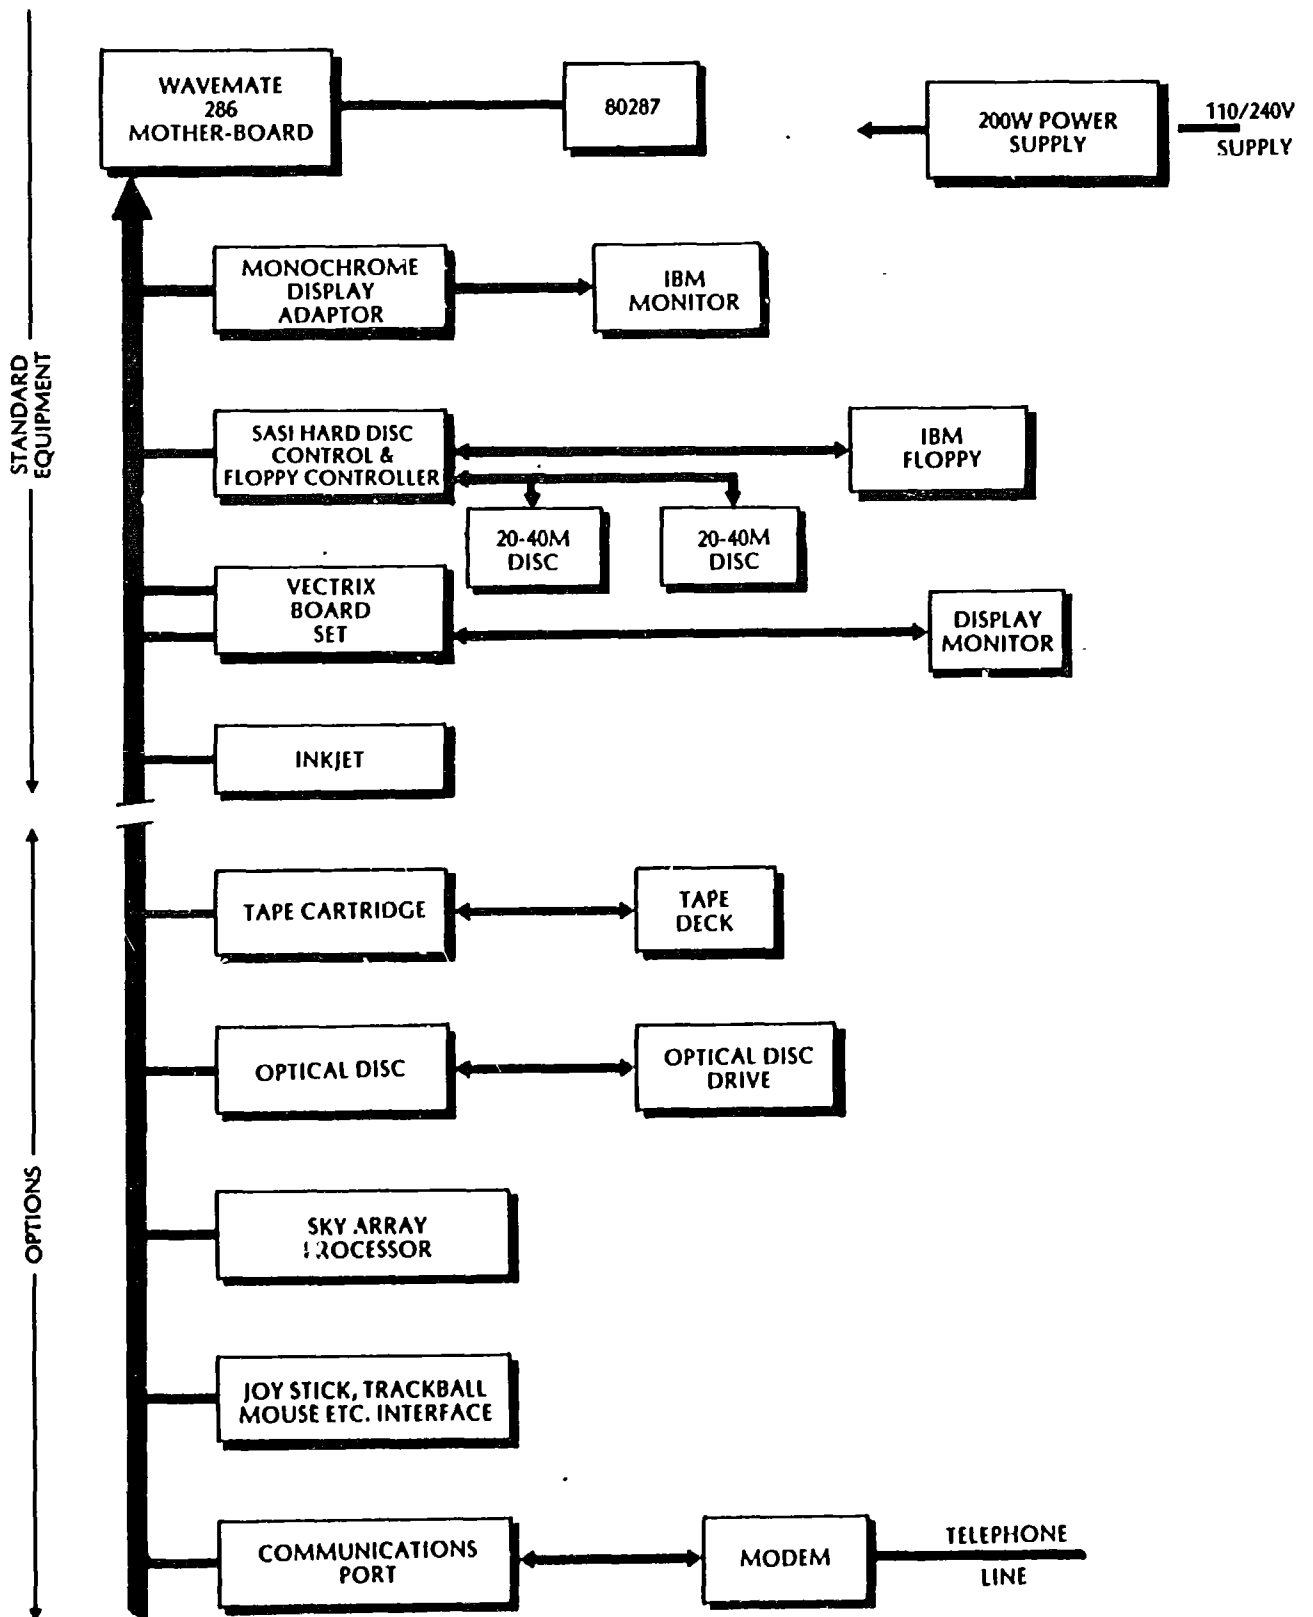 WAVEMATE
286
MOTHER-BOARD
80287
200W POWER
SUPPLY
110/240V
SUPPLY
MONOCHROME
DISPLAY
ADAPTOR
IBM
MONITOR
STANDARD
EQUIPMENT
SASI HARD DISC
CONTROL &
FLOPPY CONTROLLER
IBM
FLOPPY
20-40M
DISC
20-40M
DISC
VECTRIX
BOARD
SET
DISPLAY
MONITOR
INKJET
TAPE CARTRIDGE
TAPE
DECK
OPTICAL DISC
OPTICAL DISC
DRIVE
OPTIONS
SKY ARRAY
PROCESSOR
JOY STICK, TRACKBALL
MOUSE ETC. INTERFACE
COMMUNICATIONS
PORT
MODEM
TELEPHONE
LINE